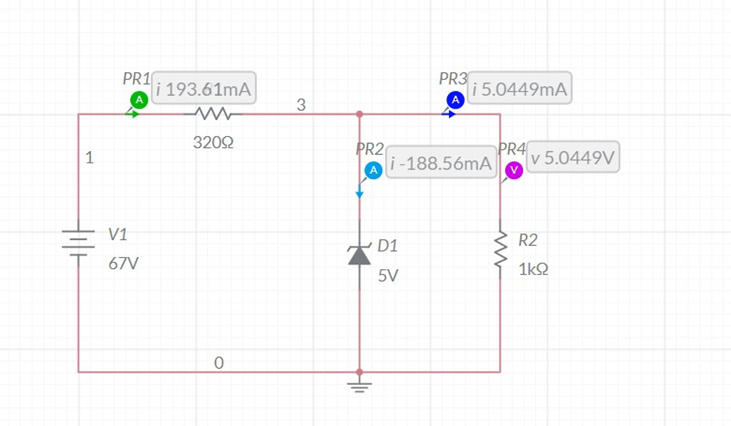 PR1
A
i 193.61mA
PR3
A
i 5.0449mA
3
320Ω
PR2
A
i -188.56mA
PR4
A
v 5.0449V
1
V1
67V
D1
5V
R2
1kΩ
0